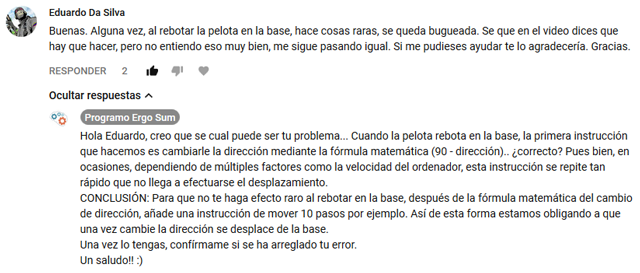 Eduardo Da Silva
Buenas. Alguna vez, al rebotar la pelota en la base, hace cosas raras, se queda bugueada. Se que en el video dices que
hay que hacer, pero no entiendo eso muy bien, me sigue pasando igual. Si me pudieses ayudar te lo agradecería. Gracias.
RESPONDER 2
Ocultar respuestas
Programo Ergo Sum
Hola Eduardo, creo que se cual puede ser tu problema... Cuando la pelota rebota en la base, la primera instrucción
que hacemos es cambiarle la dirección mediante la fórmula matemática (90 - dirección).. ¿correcto? Pues bien, en
ocasiones, dependiendo de múltiples factores como la velocidad del ordenador, esta instrucción se repite tan
rápido que no llega a efectuarse el desplazamiento.
CONCLUSIÓN: Para que no te haga efecto raro al rebotar en la base, después de la fórmula matemática del cambio
de dirección, añade una instrucción de mover 10 pasos por ejemplo. Así de esta forma estamos obligando a que
una vez cambie la dirección se desplace de la base.
Una vez lo tengas, confírmame si se ha arreglado tu error.
Un saludo!! :)